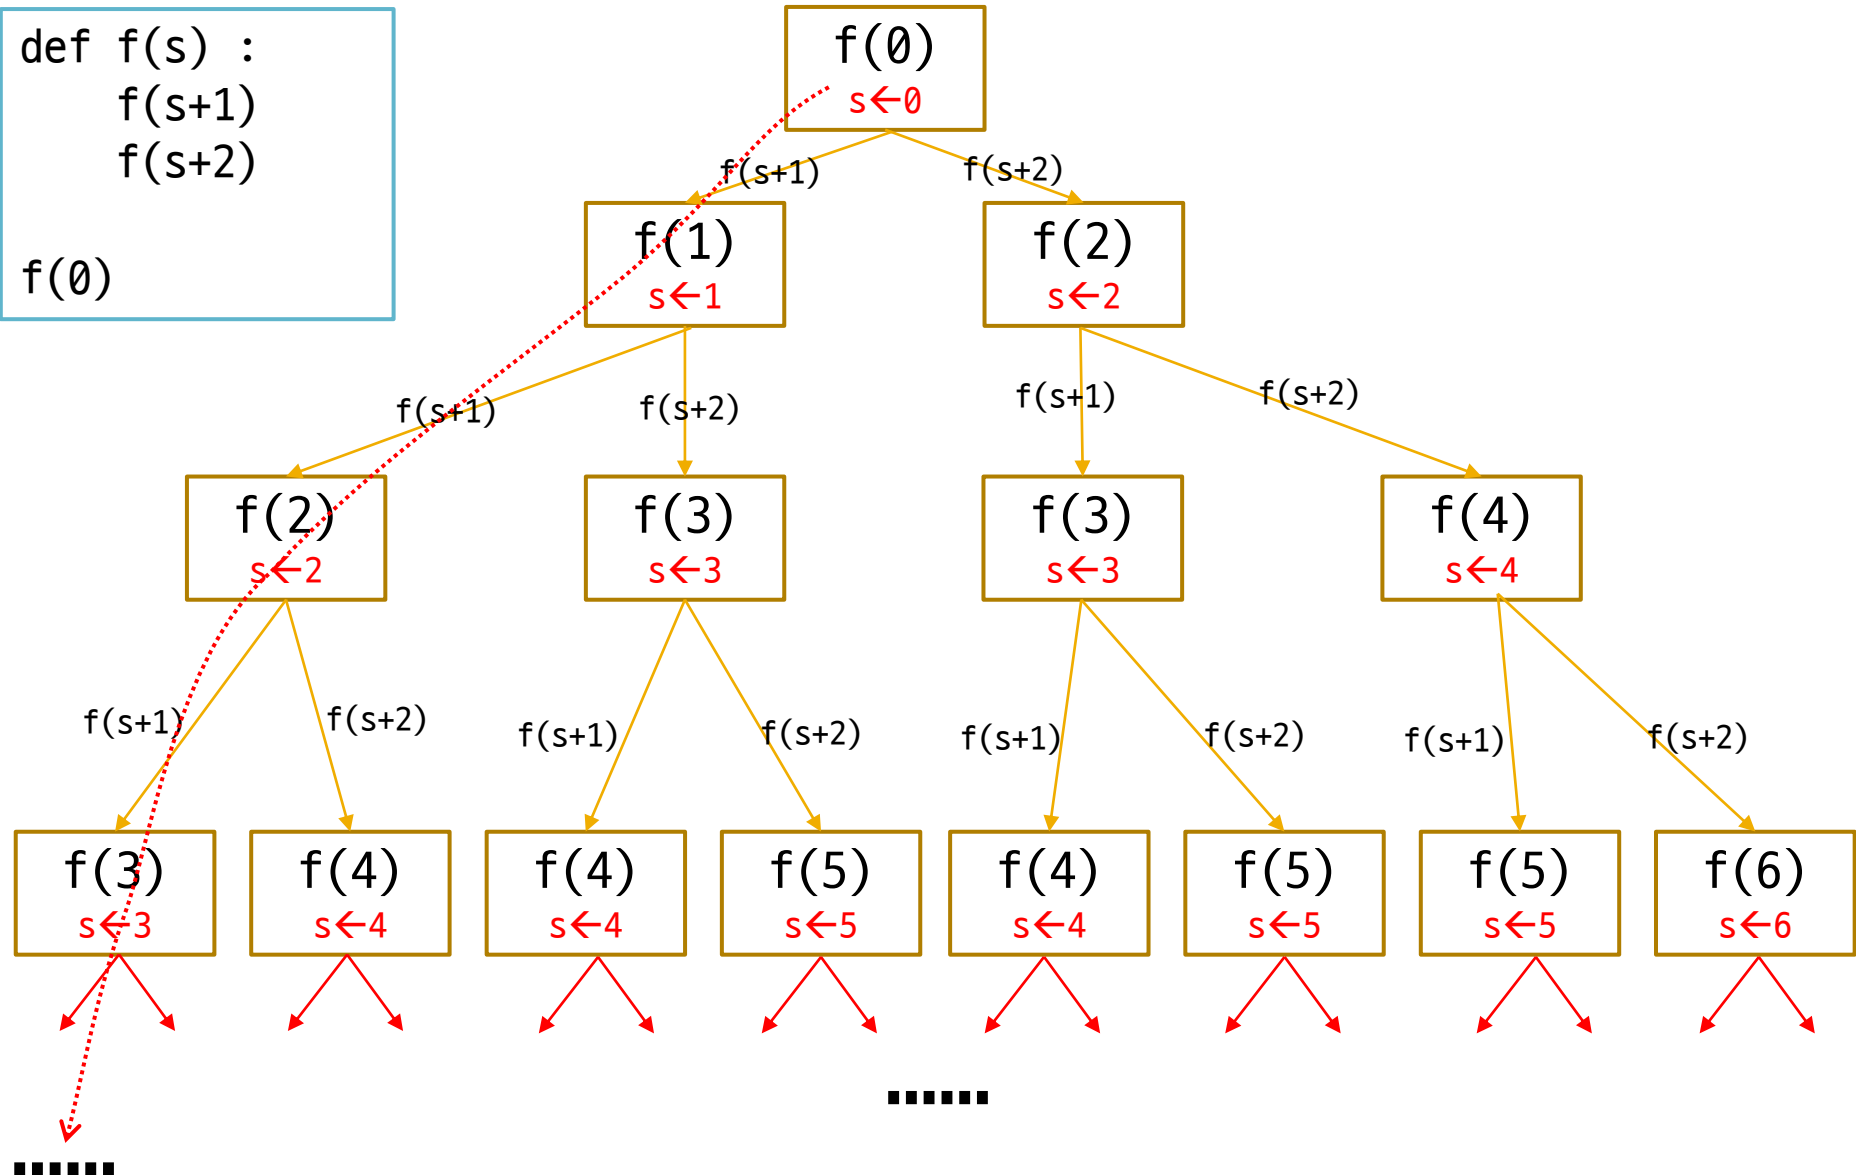 def f(s) :
    f(s+1)
    f(s+2)
f(0)
f(0)
s←0
f(s+1) f(s+2)
f(1) f(2)
s←1 s←2
f(s+1) f(s+2) f(s+1) f(s+2)
f(2) f(3) f(3) f(4)
s←2 s←3 s←3 s←4
f(s+1) f(s+2) f(s+1) f(s+2) f(s+1) f(s+2) f(s+1) f(s+2)
f(3) f(4) f(4) f(5) f(4) f(5) f(5) f(6)
s←3 s←4 s←4 s←5 s←4 s←5 s←5 s←6
......
......